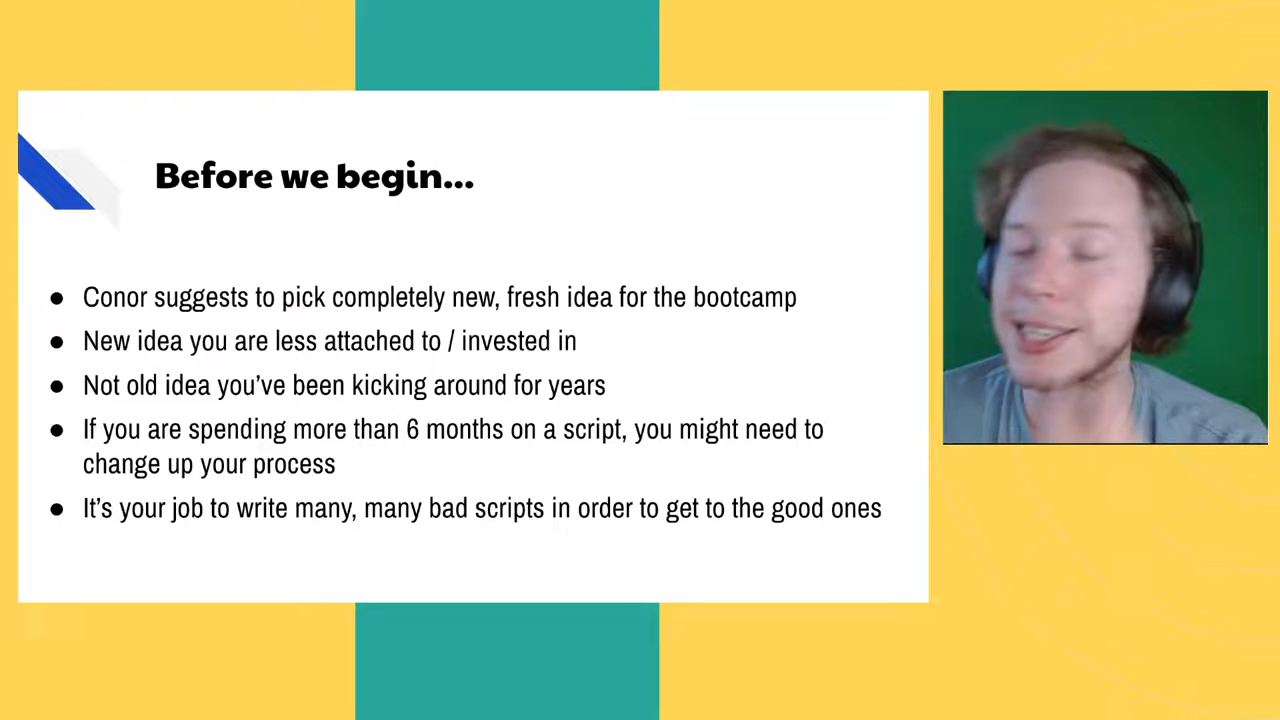 Before we begin...
● Conor suggests to pick completely new, fresh idea for the bootcamp
● New idea you are less attached to / invested in
● Not old idea you’ve been kicking around for years
● If you are spending more than 6 months on a script, you might need to
change up your process
● It’s your job to write many, many bad scripts in order to get to the good ones